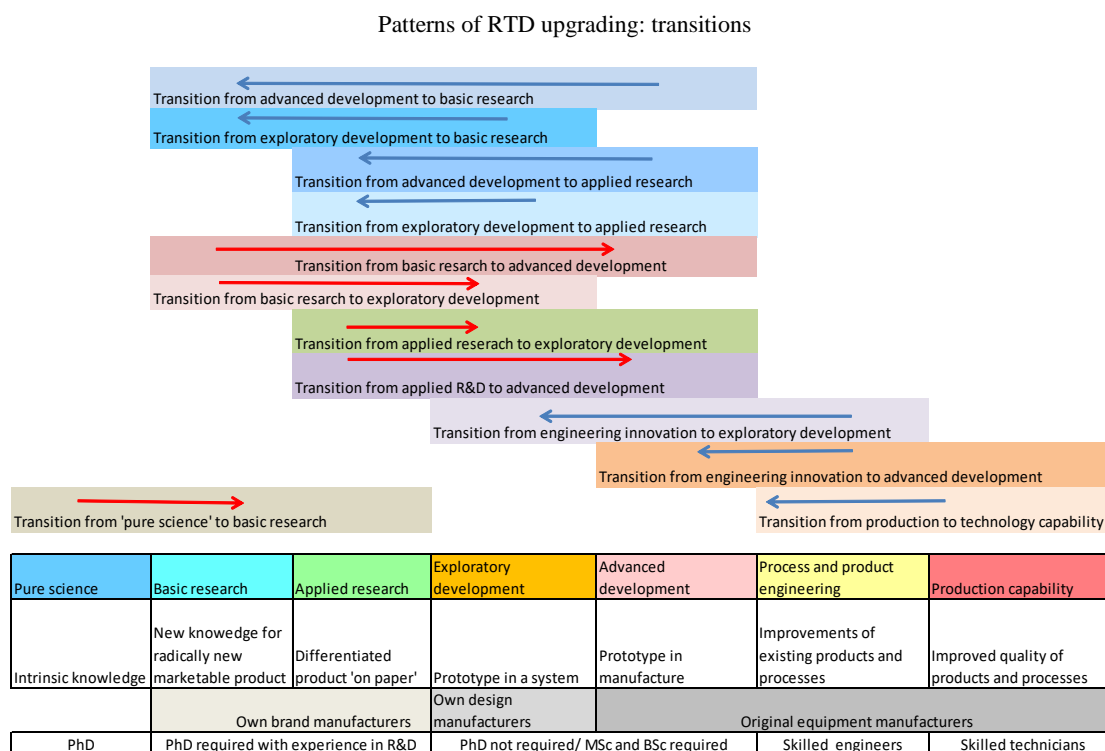 Patterns of RTD upgrading: transitions
Transition from advanced development to basic research
Transition from exploratory development to basic research
Transition from advanced development to applied research
Transition from exploratory development to applied research
Transition from basic resarch to advanced development
Transition from basic resarch to exploratory development
Transition from applied reserach to exploratory development
Transition from applied R&D to advanced development
Transition from engineering innovation to exploratory development
Transition from engineering innovation to advanced development
Transition from 'pure science' to basic research
Transition from production to technology capability
Pure science
Basic research
Applied research
Exploratory
development
Advanced
development
Process and product
engineering
Production capability
Intrinsic knowledge
New knowedge for
radically new
marketable product
Differentiated
product 'on paper'
Prototype in a system
Prototype in
manufacture
Improvements of
existing products and
processes
Improved quality of
products and processes
Own brand manufacturers
Own design
manufacturers
Original equipment manufacturers
PhD
PhD required with experience in R&D
PhD not required/ MSc and BSc required
Skilled engineers
Skilled technicians